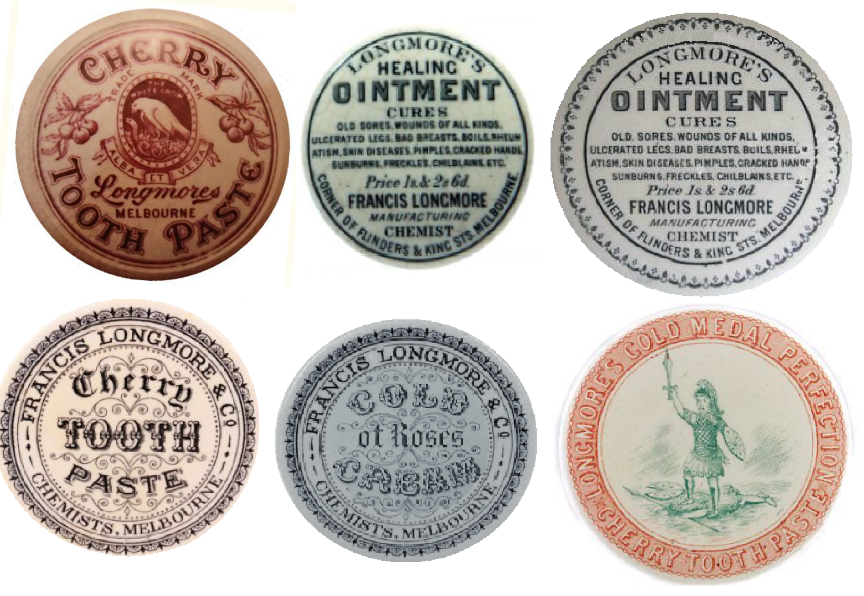 CHERRY
TRADE MARK
ALBA ET VERA
Longmores
MELBOURNE
TOOTH PASTE
LONGMORE'S
HEALING
OINTMENT
CURES
OLD SORES, WOUNDS OF ALL KINDS,
ULCERATED LEGS, BAD BREASTS, BOILS, RHEUM
ATISM, SKIN DISEASES, PIMPLES, CRACKED HANDS,
SUNBURNS, FRECKLES, CHILBLAINS, ETC.
Price 1s. & 2s 6d.
FRANCIS LONGMORE
MANUFACTURING
CHEMIST
CORNER OF FLINDERS & KING STS. MELBOURNE
LONGMORE'S
HEALING
OINTMENT
CURES
OLD SORES, WOUNDS OF ALL KINDS,
ULCERATED LEGS, BAD BREASTS, BOILS, RHEUM
ATISM, SKIN DISEASES, PIMPLES, CRACKED HANDS
SUNBURNS, FRECKLES, CHILBLAINS, ETC.
Price 1s. & 2s 6d.
FRANCIS LONGMORE
MANUFACTURING
CHEMIST
CORNER OF FLINDERS & KING STS. MELBOURNE
FRANCIS LONGMORE & Co
Cherry
TOOTH
PASTE
CHEMISTS, MELBOURNE
FRANCIS LONGMORE & Co
COLD
of Roses
CREAM
CHEMISTS, MELBOURNE
LONGMORE'S GOLD MEDAL PERFECTION
CHERRY TOOTH PASTE